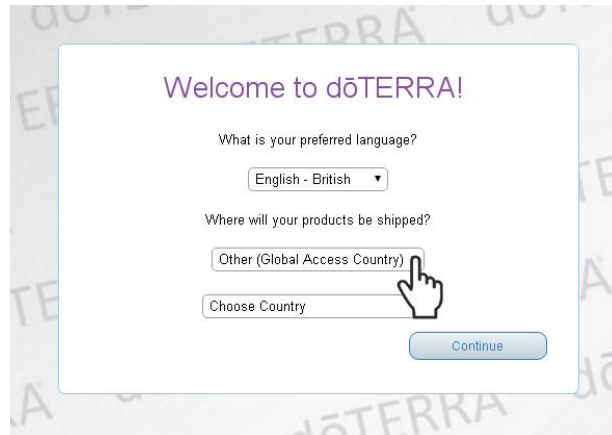 Welcome to dōTERRA!
What is your preferred language?
English - British
Where will your products be shipped?
Other (Global Access Country)
Choose Country
Continue
dōTERRA